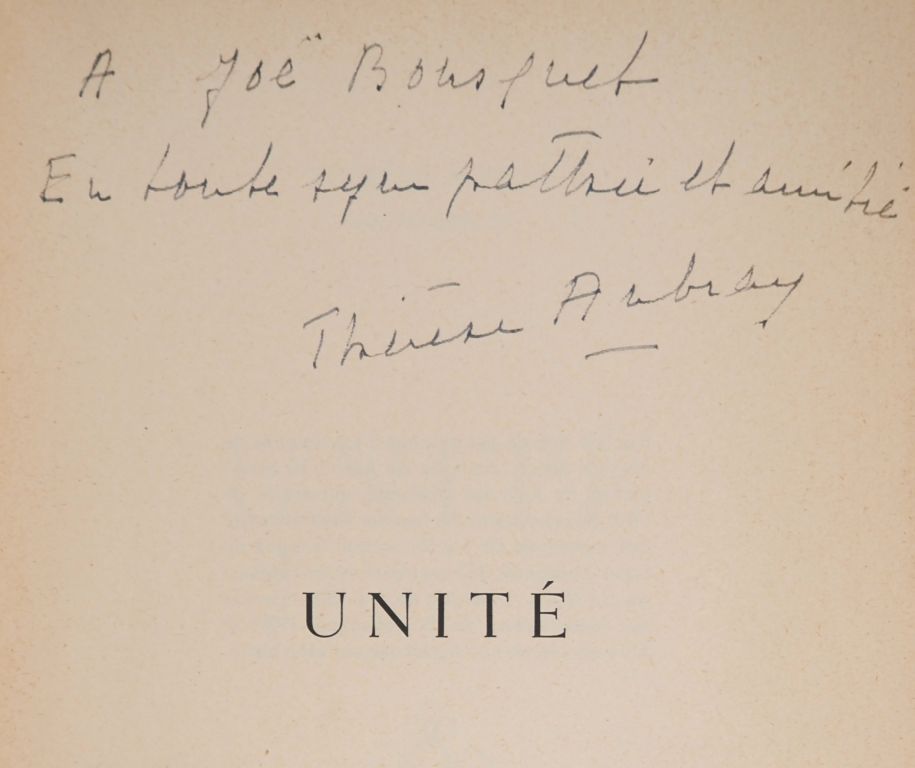 A Joë Bousquet
En toute sympathie et amitié
Thérèse Aubray
UNITÉ